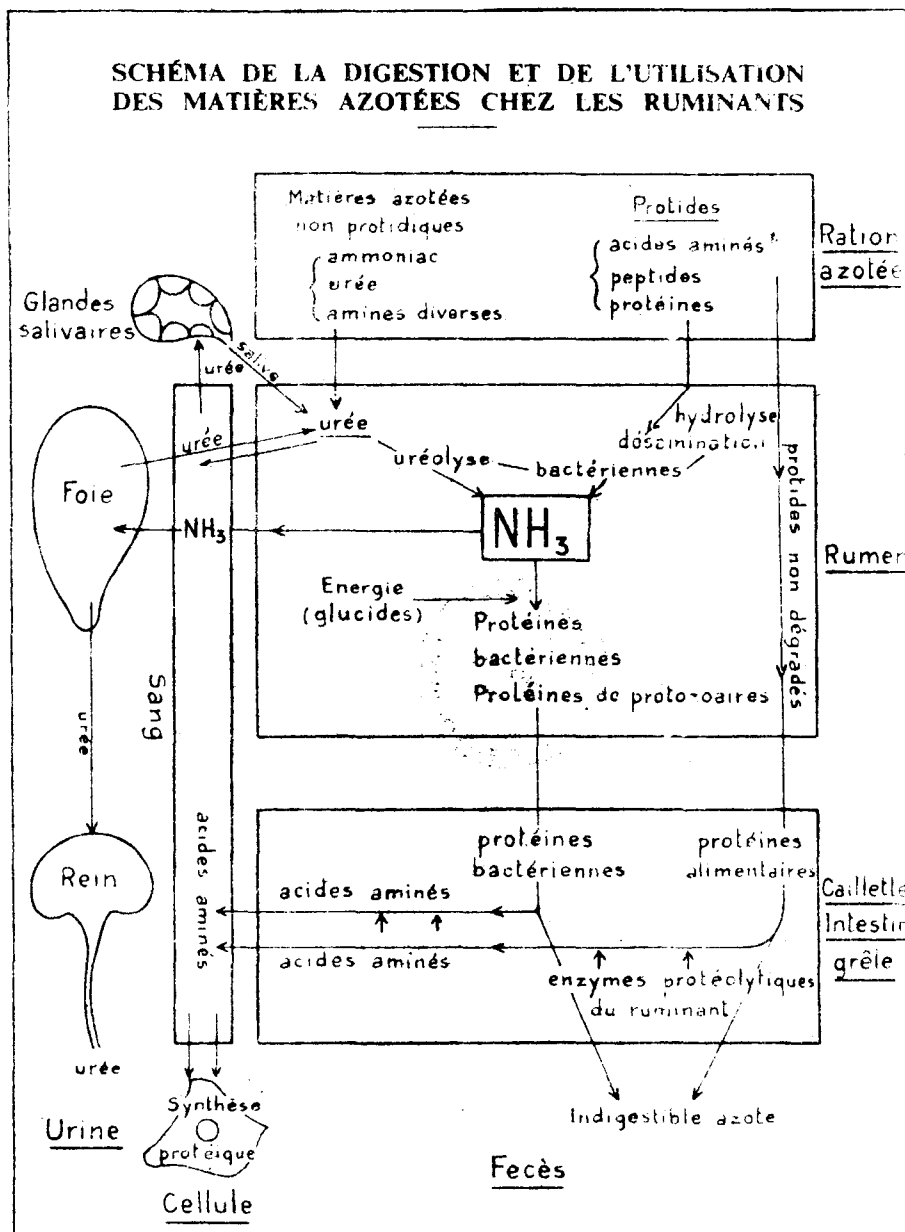 SCHÉMA DE LA DIGESTION ET DE L'UTILISATION
DES MATIÈRES AZOTÉES CHEZ LES RUMINANTS
Matières azotées
non protidiques
ammoniac
urée
amines diverses
Protides
acides aminés
peptides
protéines
Ration
azotée
Glandes
salivaires
salive
urée
urée
urée
Foie
NH3
uréolyse
bactériennes
hydrolyse
NH3
Energie
(glucides)
Protéines
bactériennes
Protéines de protozoaires
protides non dégradés
Rumen
Sang
urée
Rein
urée
Urine
acides aminés
protéines
bactériennes
protéines
alimentaires
acides aminés
acides aminés
enzymes protéolytiques
du ruminant
Caillette
Intestin
grêle
Synthèse
protéique
Cellule
Indigestible azote
Fecès